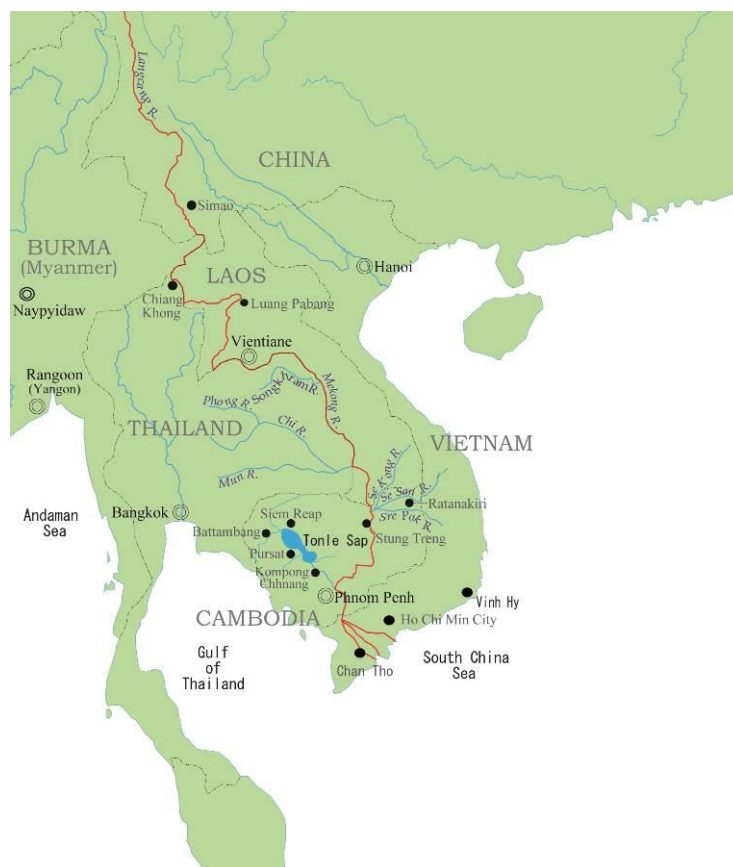 Langcang R.
CHINA
Simao
BURMA
(Myanmer)
Hanoi
LAOS
Chiang
Khong
Luang Pabang
Naypyidaw
Vientiane
Rangoon
(Yangon)
Phong R.
Songkhram R.
Mekong R.
THAILAND
Chi R.
VIETNAM
Mun R.
Se Kong R.
Se San R.
Ratanakiri
Sre Pok R.
Andaman
Sea
Bangkok
Siem Reap
Battambang
Tonle Sap
Stung Treng
Pursat
Kompong
Chhnang
Phnom Penh
Vinh Hy
CAMBODIA
Ho Chi Min City
Gulf
of
Thailand
South China
Sea
Chan Tho